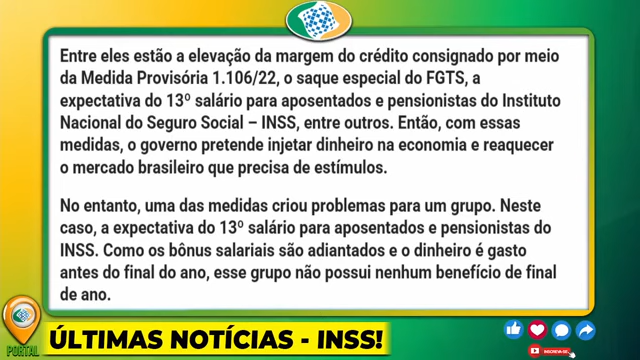 Entre eles estão a elevação da margem do crédito consignado por meio
da Medida Provisória 1.106/22, o saque especial do FGTS, a
expectativa do 13º salário para aposentados e pensionistas do Instituto
Nacional do Seguro Social – INSS, entre outros. Então, com essas
medidas, o governo pretende injetar dinheiro na economia e reaquecer
o mercado brasileiro que precisa de estímulos.
No entanto, uma das medidas criou problemas para um grupo. Neste
caso, a expectativa do 13º salário para aposentados e pensionistas do
INSS. Como os bônus salariais são adiantados e o dinheiro é gasto
antes do final do ano, esse grupo não possui nenhum benefício de final
de ano.
PORTAL
ÚLTIMAS NOTÍCIAS - INSS!
INSCREVA-SE